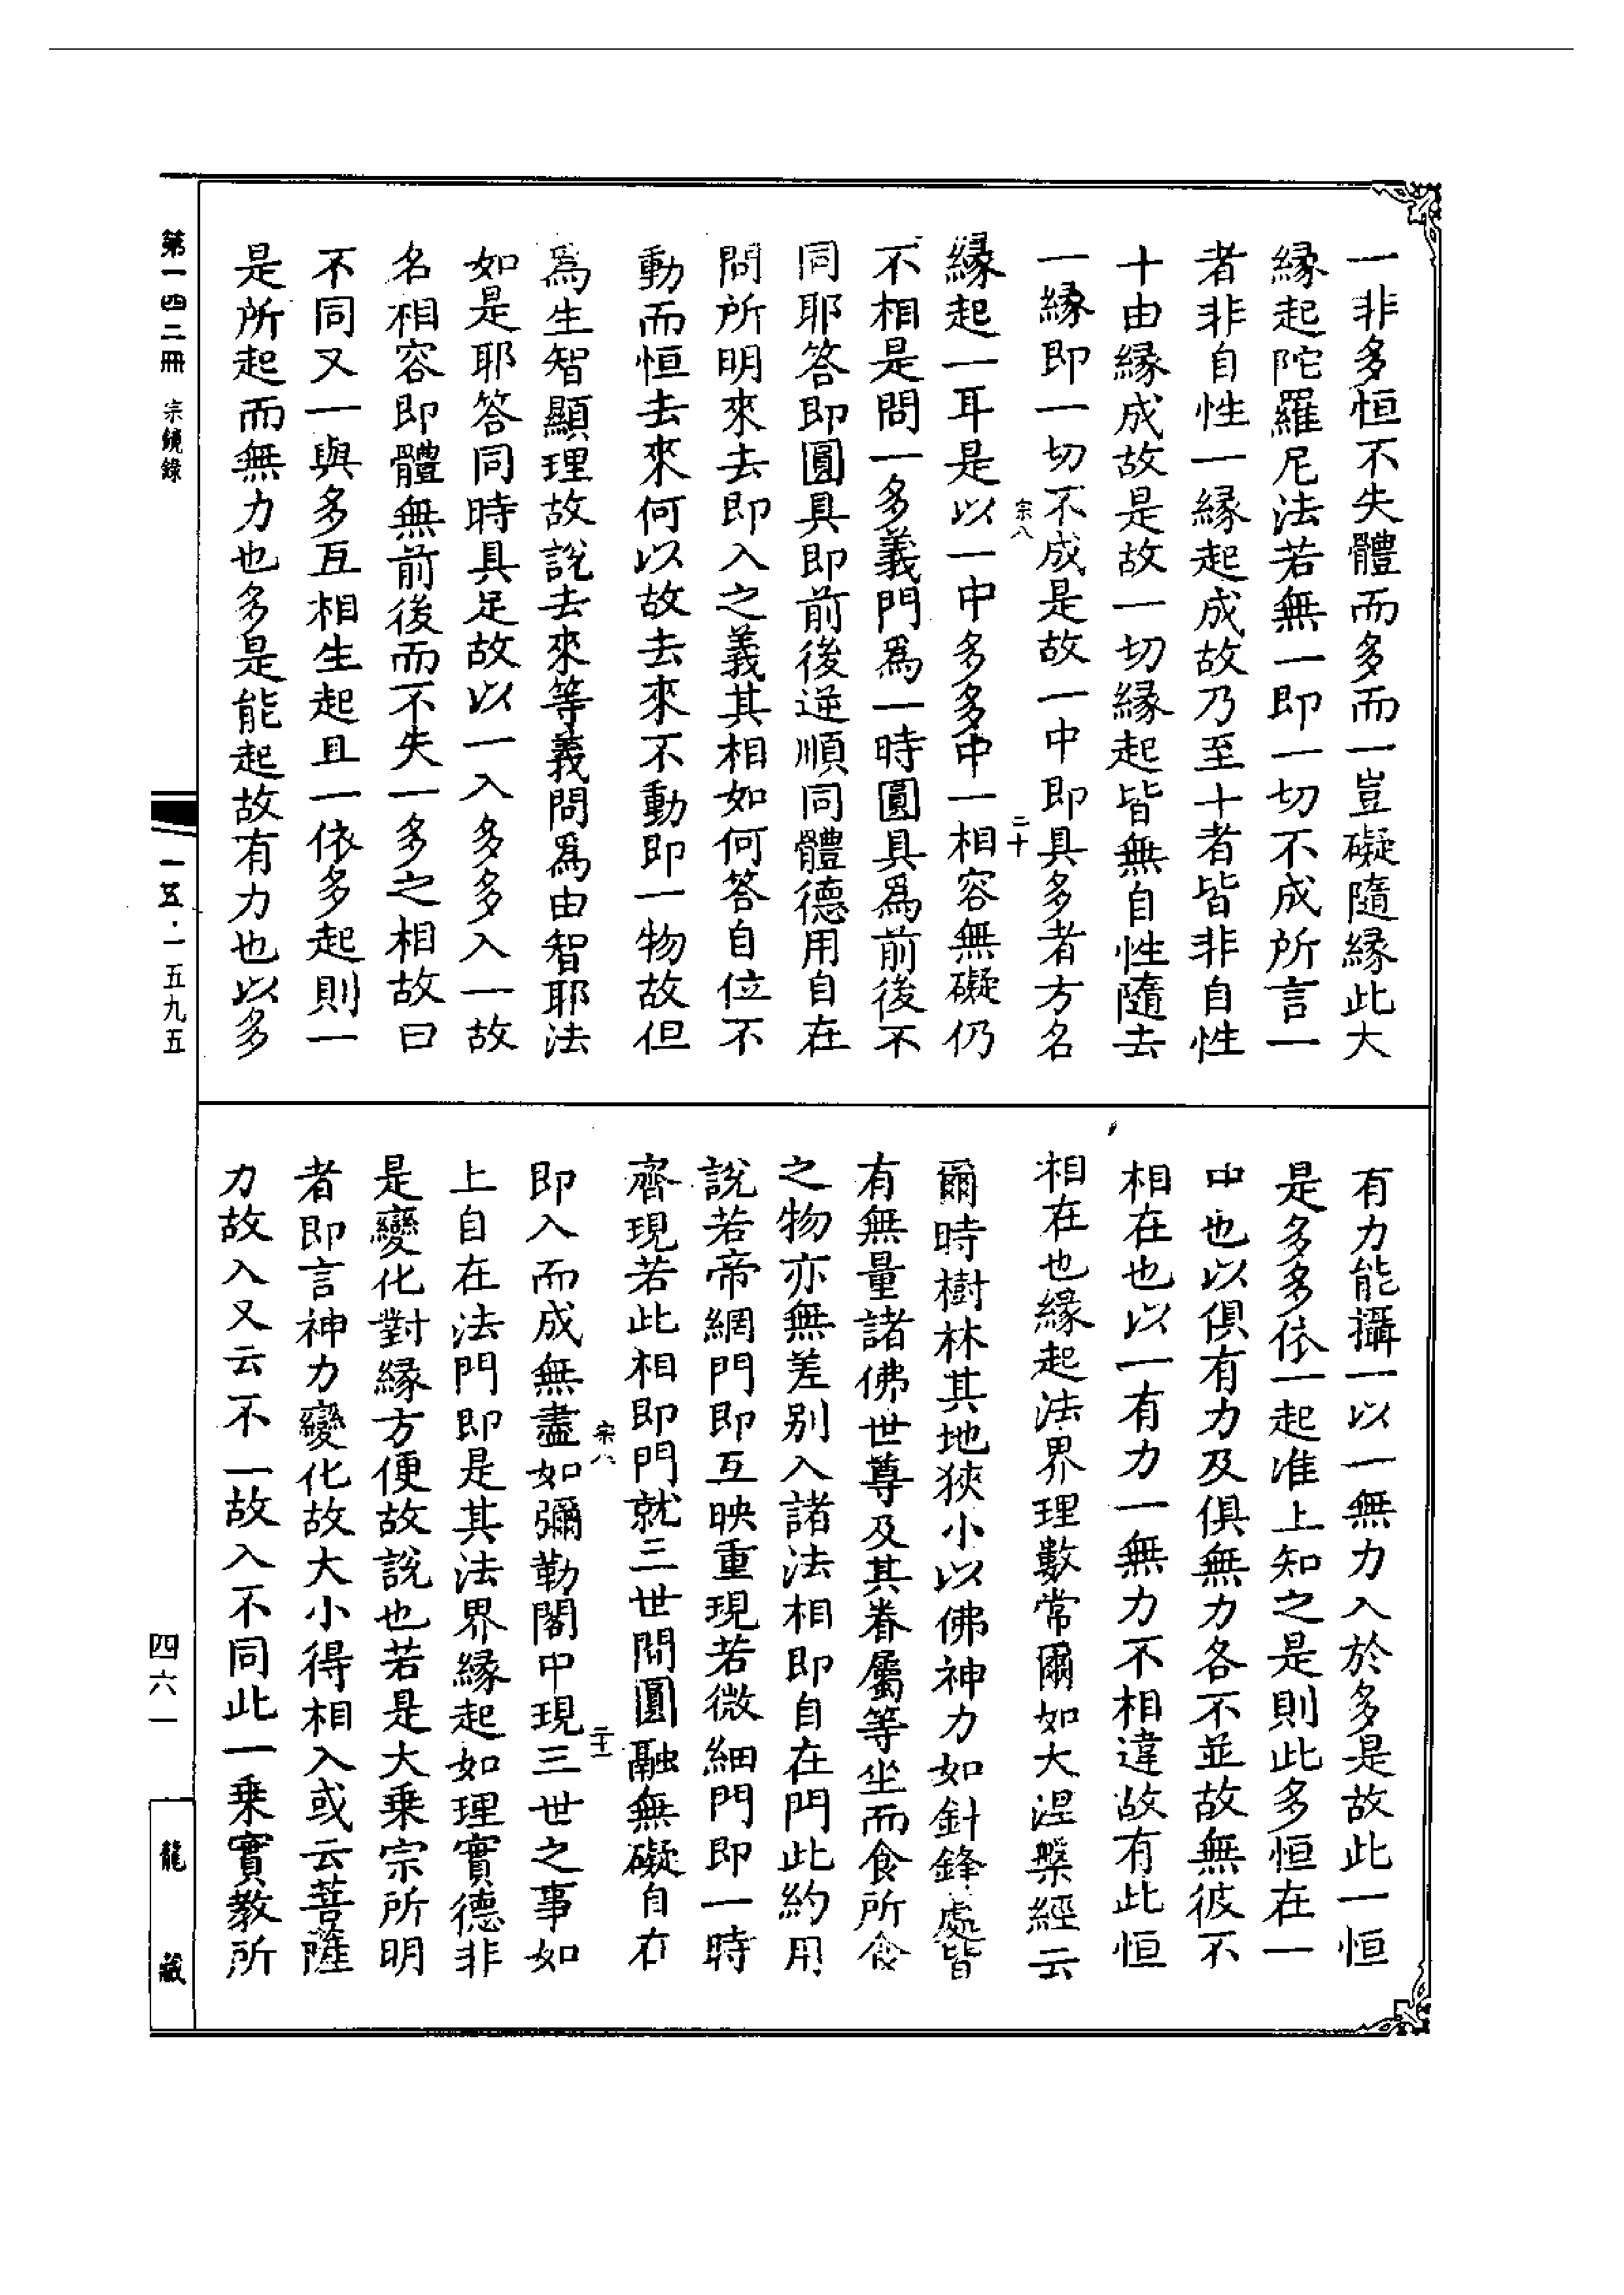 一非多恒不失體而多而一豈礙隨緣此大
緣起陀羅尼法若無一即一切不成所言一
者非自性一緣起成故乃至十者皆非自性
十由緣成故是故一切緣起皆無自性隨去
一緣即一切不成是故一中即具多者方名
宗八
二十
緣起一耳是以一中多多中一相容無礙仍
不相是問一多義門爲一時圓具爲前後不
同耶答即圓具即前後逆順同體德用自在
問所明來去即入之義其相如何答自位不
動而恒去來何以故去來不動即一物故但
爲生智顯理故說去來等義問爲由智耶法
如是耶答同時具足故以一入多多入一故
名相容即體無前後而不失一多之相故曰
不同又一與多互相生起且一依多起則一
是所起而無力也多是能起故有力也以多
有力能攝一以一無力入於多是故此一恒
是多多依一起准上知之是則此多恒在一
中也以俱有力及俱無力各不並故無彼不
相在也以一有力一無力不相違故有此恒
相在也緣起法界理數常爾如大涅槃經云
爾時樹林其地狹小以佛神力如針鋒處皆
有無量諸佛世尊及其眷屬等坐而食所食
之物亦無差别入諸法相即自在門此約用
說若帝網門即互映重現若微細門即一時
齊現若此相即門就三世間圓融無礙自在
宗八
二十一
即入而成無盡如彌勒閣中現三世之事如
上自在法門即是其法界緣起如理實德非
是變化對緣方便故說也若是大乗宗所明
者即言神力變化故大小得相入或云菩薩
力故入又云不一故入不同此一乗實教所
第一四二冊 宗鏡錄
一五·一五九五
四六一
龍藏